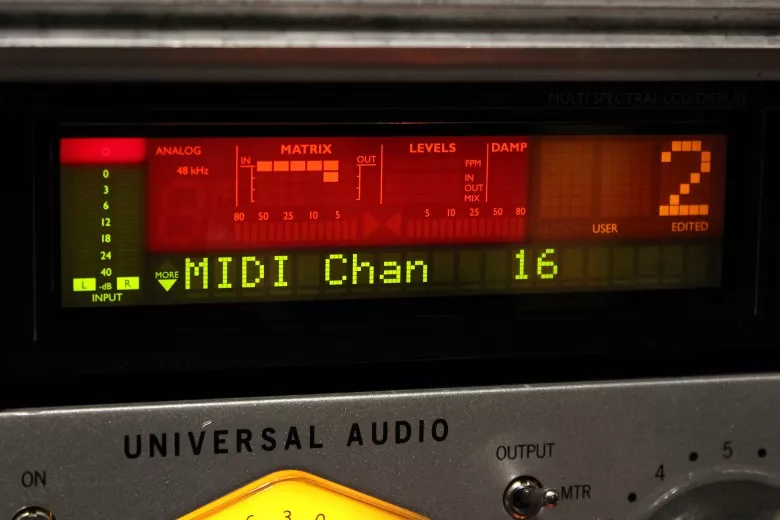 MULTI SPECTRAL LCD DISPLAY
ANALOG MATRIX LEVELS DAMP
48 kHz IN OUT PPM
IN
OUT
MIX
0
3
6
12
18
24
40
-dB
L R
INPUT
80 50 25 10 5 5 10 25 50 80
2
USER EDITED
MORE MIDI Chan 16
UNIVERSAL AUDIO
ON
OUTPUT
MTR
4 5
3 0